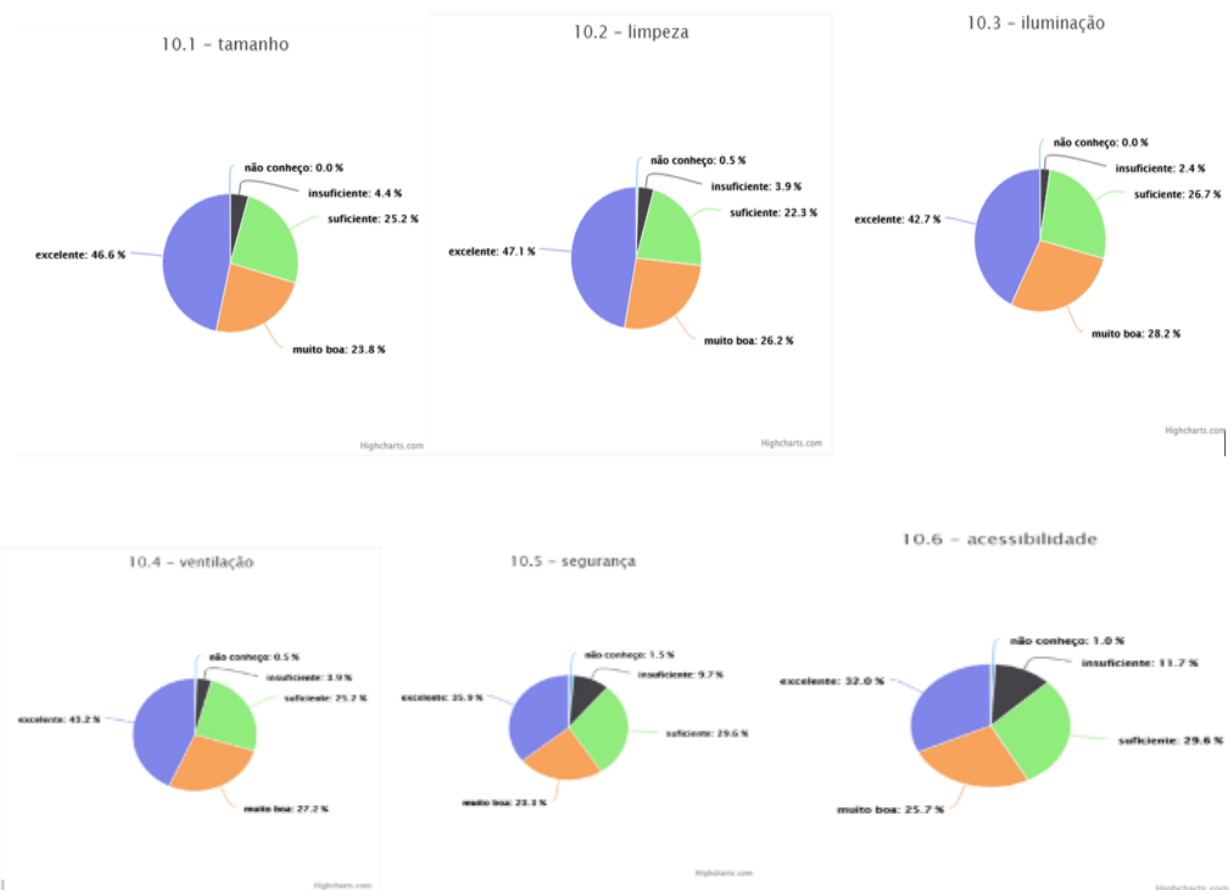 10.1 - tamanho
não conheço: 0.0 %
insuficiente: 4.4 %
suficiente: 25.2 %
excelente: 46.6 %
muito boa: 23.8 %
Highcharts.com
10.2 - limpeza
não conheço: 0.5 %
insuficiente: 3.9 %
suficiente: 22.3 %
excelente: 47.1 %
muito boa: 26.2 %
Highcharts.com
10.3 - iluminação
não conheço: 0.0 %
insuficiente: 2.4 %
suficiente: 26.7 %
excelente: 42.7 %
muito boa: 28.2 %
Highcharts.com
10.4 - ventilação
não conheço: 0.5 %
insuficiente: 3.9 %
suficiente: 25.2 %
excelente: 43.2 %
muito boa: 27.2 %
Highcharts.com
10.5 - segurança
não conheço: 1.5 %
insuficiente: 9.7 %
suficiente: 29.6 %
excelente: 35.9 %
muito boa: 23.3 %
Highcharts.com
10.6 - acessibilidade
não conheço: 1.0 %
insuficiente: 11.7 %
suficiente: 29.6 %
excelente: 32.0 %
muito boa: 25.7 %
Highcharts.com